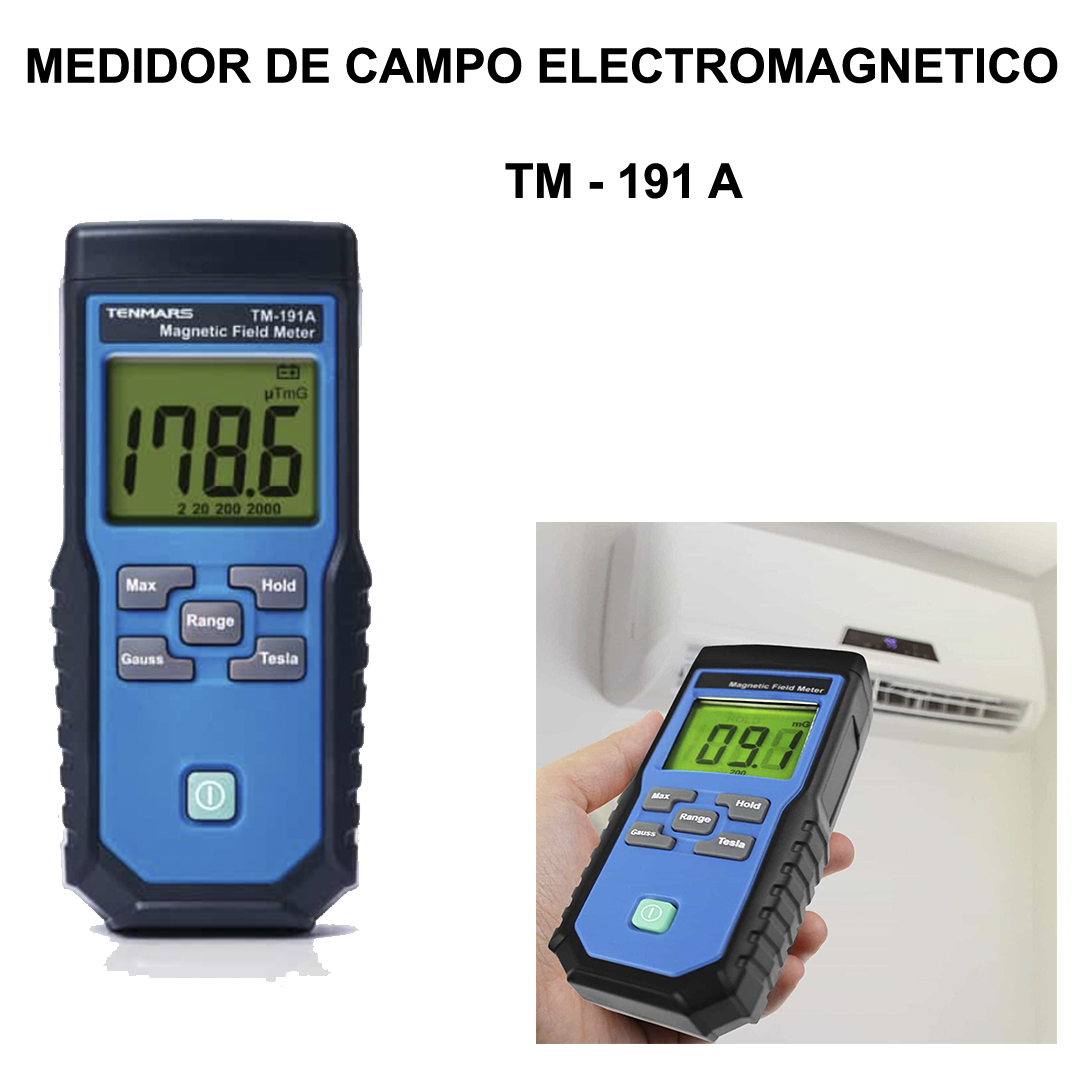 MEDIDOR DE CAMPO ELECTROMAGNETICO
TM - 191 A
TENMARS TM-191A
Magnetic Field Meter
µTmG
178.6
2 20 200 2000
Max Hold
Range
Gauss Tesla
Magnetic Field Meter
HOLD
mG
09.1
200
Max Hold
Range
Gauss Tesla